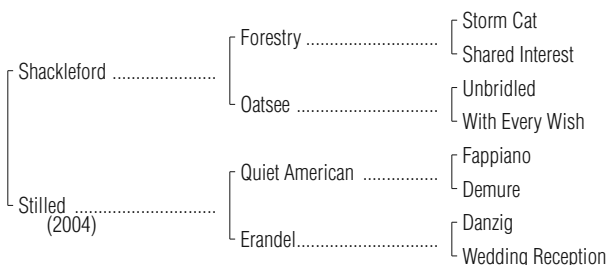 Storm Cat
Forestry ..............................
Shared Interest
Shackleford .......................
Unbridled
Oatsee ................................
With Every Wish
Fappiano
Quiet American .................
Demure
Stilled ................................
(2004)
Danzig
Erandel................................
Wedding Reception